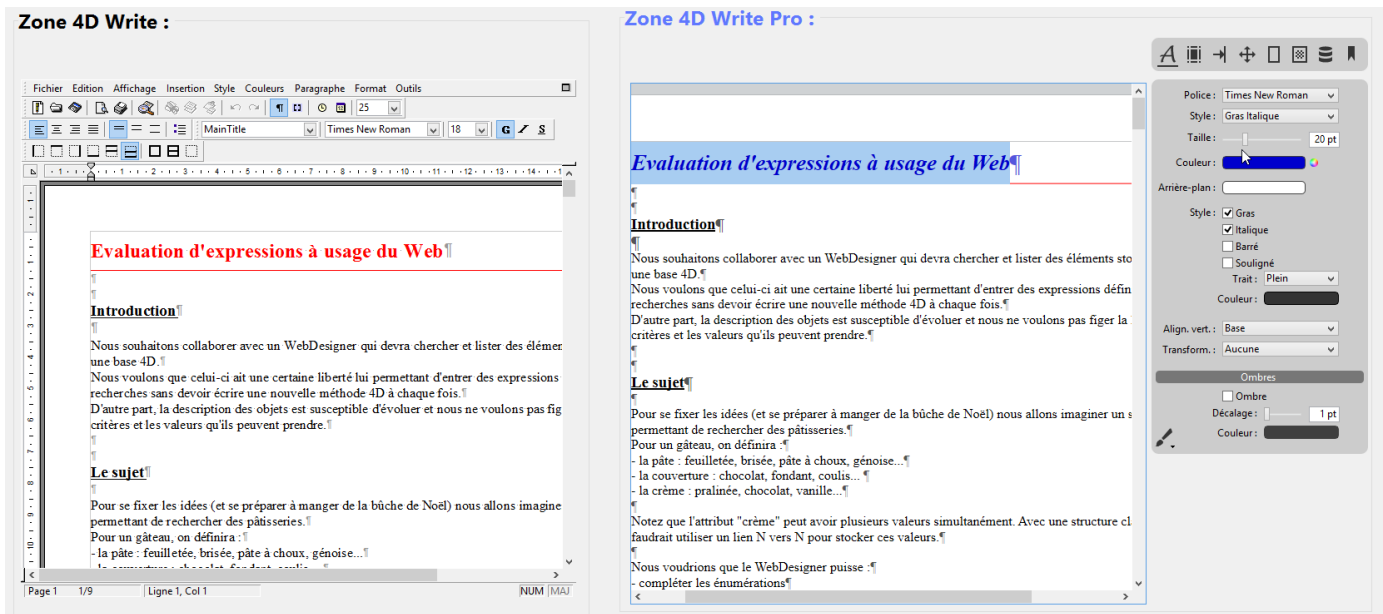 Zone 4D Write :
Fichier Edition Affichage Insertion Style Couleurs Paragraphe Format Outils
25
MainTitle Times New Roman 18 G I S
1 1 2 3 4 5 6 7 8 9 10 11 12 13 14
Evaluation d'expressions à usage du Web¶
¶
¶
Introduction¶
¶
Nous souhaitons collaborer avec un WebDesigner qui devra chercher et lister des élémen
une base 4D.¶
Nous voulons que celui-ci ait une certaine liberté lui permettant d'entrer des expressions
recherches sans devoir écrire une nouvelle méthode 4D à chaque fois.¶
D'autre part, la description des objets est susceptible d'évoluer et nous ne voulons pas fig
critères et les valeurs qu'ils peuvent prendre.¶
¶
¶
Le sujet¶
¶
Pour se fixer les idées (et se préparer à manger de la bûche de Noël) nous allons imagine
permettant de rechercher des pâtisseries.¶
Pour un gâteau, on définira :¶
- la pâte : feuilletée, brisée, pâte à choux, génoise...¶
Page 1 1/9 Ligne 1, Col 1 NUM MAJ
Zone 4D Write Pro :
Evaluation d'expressions à usage du Web¶
¶
¶
Introduction¶
¶
Nous souhaitons collaborer avec un WebDesigner qui devra chercher et lister des éléments sto
une base 4D.¶
Nous voulons que celui-ci ait une certaine liberté lui permettant d'entrer des expressions défin
recherches sans devoir écrire une nouvelle méthode 4D à chaque fois.¶
D'autre part, la description des objets est susceptible d'évoluer et nous ne voulons pas figer la
critères et les valeurs qu'ils peuvent prendre.¶
¶
¶
Le sujet¶
¶
Pour se fixer les idées (et se préparer à manger de la bûche de Noël) nous allons imaginer un s
permettant de rechercher des pâtisseries.¶
Pour un gâteau, on définira :¶
- la pâte : feuilletée, brisée, pâte à choux, génoise...¶
- la couverture : chocolat, fondant, coulis... ¶
- la crème : pralinée, chocolat, vanille...¶
¶
Notez que l'attribut "crème" peut avoir plusieurs valeurs simultanément. Avec une structure cl
faudrait utiliser un lien N vers N pour stocker ces valeurs.¶
¶
Nous voudrions que le WebDesigner puisse :¶
- compléter les énumérations¶
Police : Times New Roman
Style : Gras Italique
Taille : 20 pt
Couleur :
Arrière-plan :
Style : Gras
Italique
Barré
Souligné
Trait : Plein
Couleur :
Align. vert. : Base
Transform. : Aucune
Ombres
Ombre
Décalage : 1 pt
Couleur :